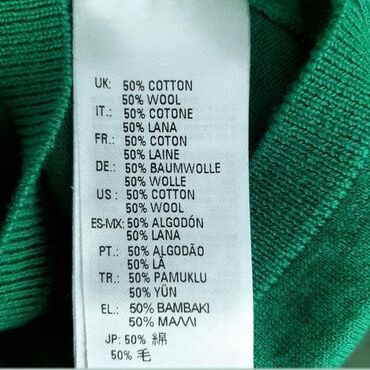 UK: 50% COTTON
50% WOOL
IT.: 50% COTONE
50% LANA
FR.: 50% COTON
50% LAINE
DE.: 50% BAUMWOLLE
50% WOLLE
US : 50% COTTON
50% WOOL
ES-MX: 50% ALGODÓN
50% LANA
PT.: 50% ALGODÃO
50% LÃ
TR.: 50% PAMUKLU
50% YÜN
EL.: 50% BAMBAKI
50% ΜΑΛΛΙ
JP: 50% 綿
50% 毛